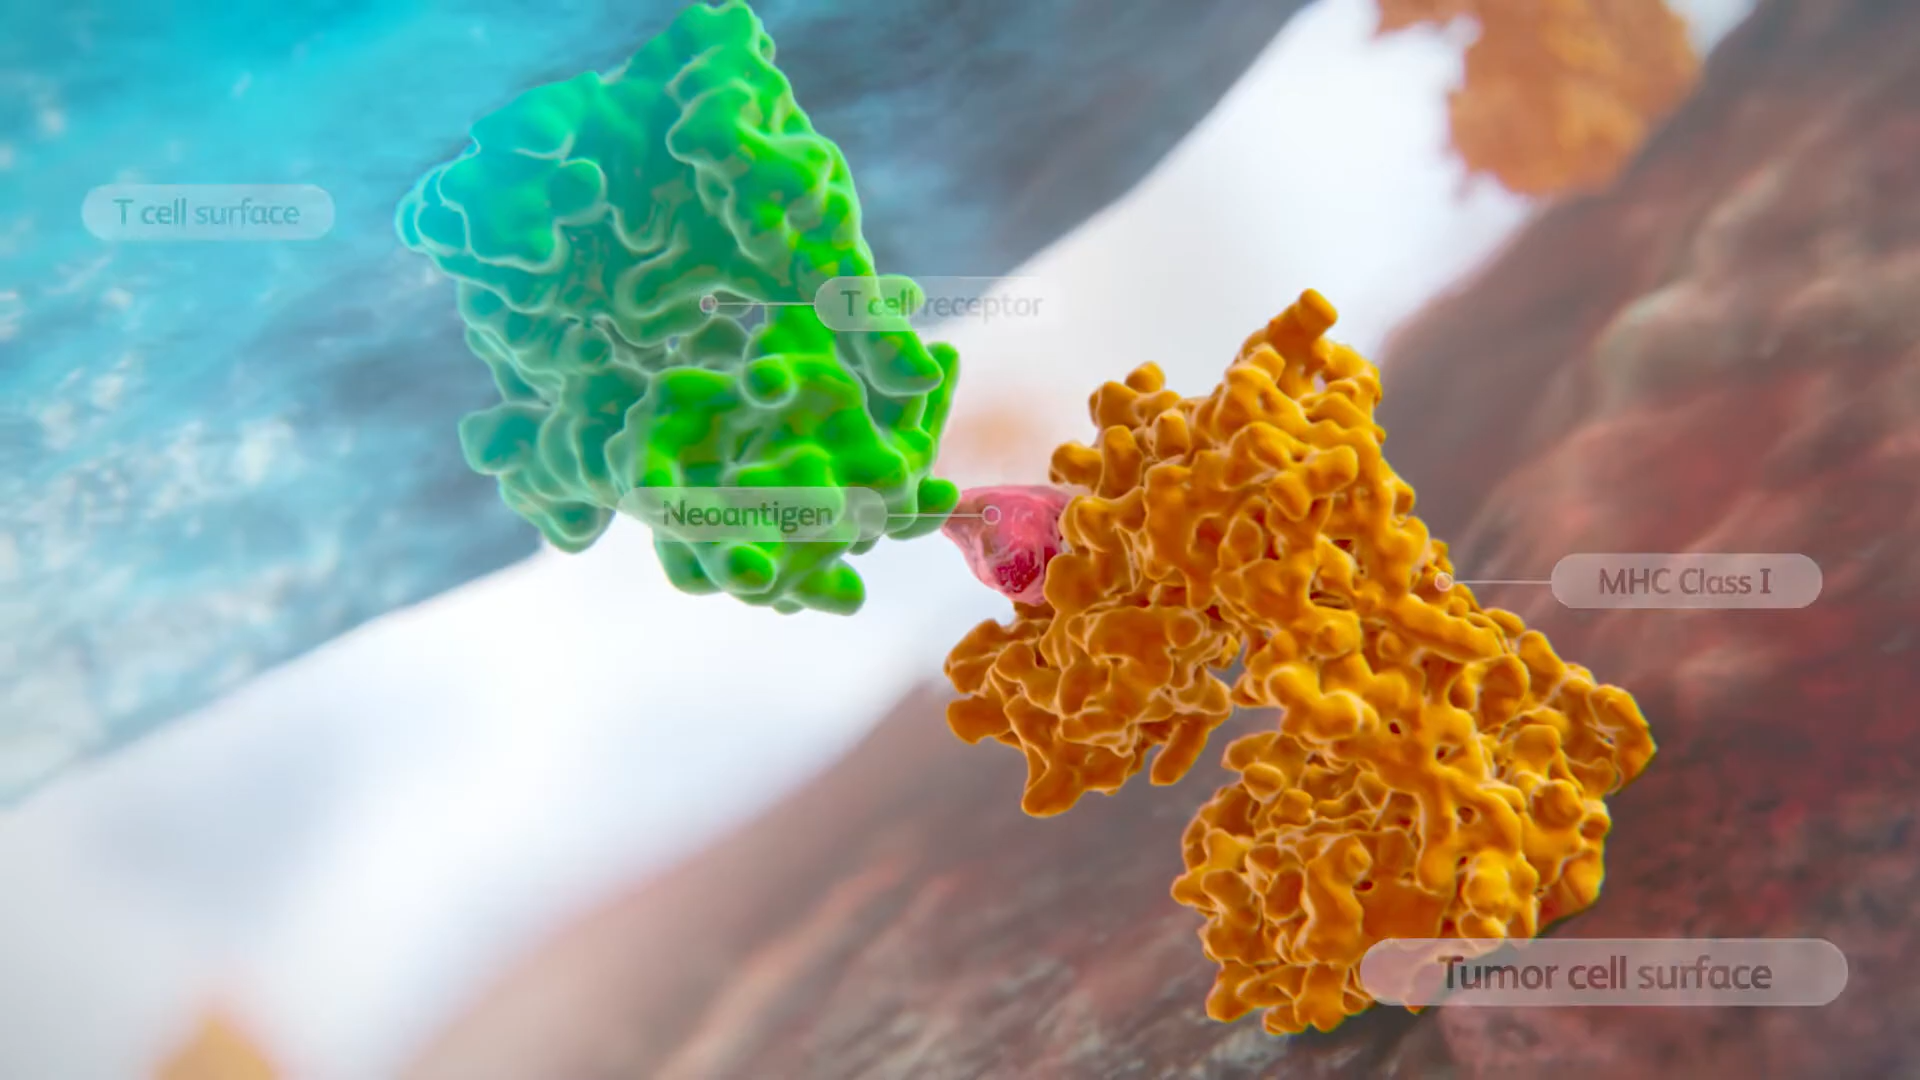 T cell surface
T cell receptor
Neoantigen
MHC Class I
Tumor cell surface